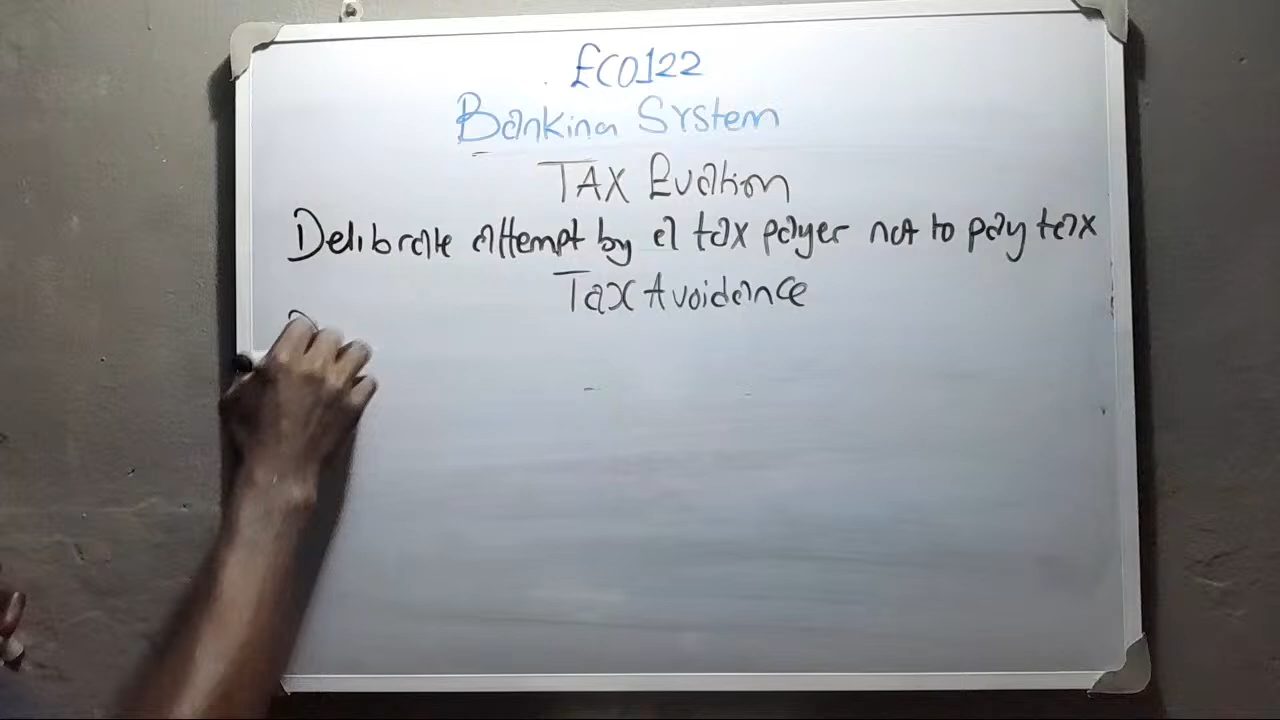 ECO122
Banking System
TAX Evation
Delibrate attempt by a tax payer not to pay tax
Tax Avoidance